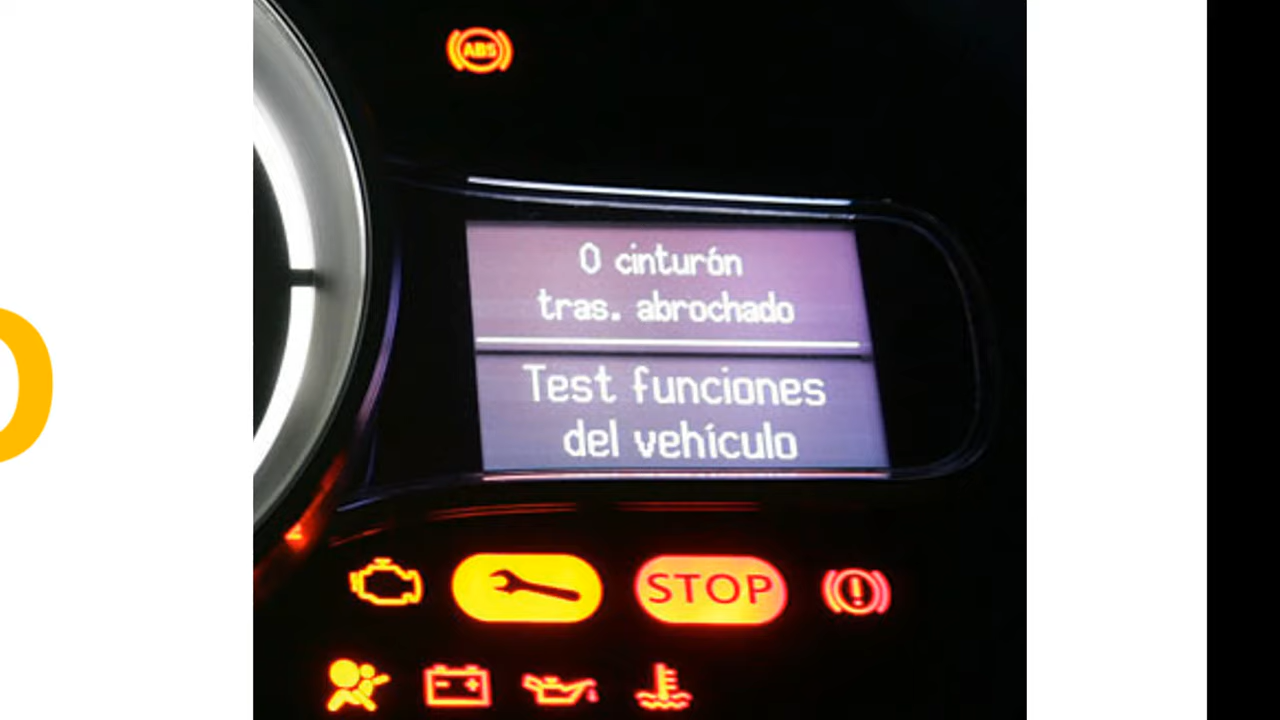 ABS
0 cinturón
tras. abrochado
Test funciones
del vehículo
STOP